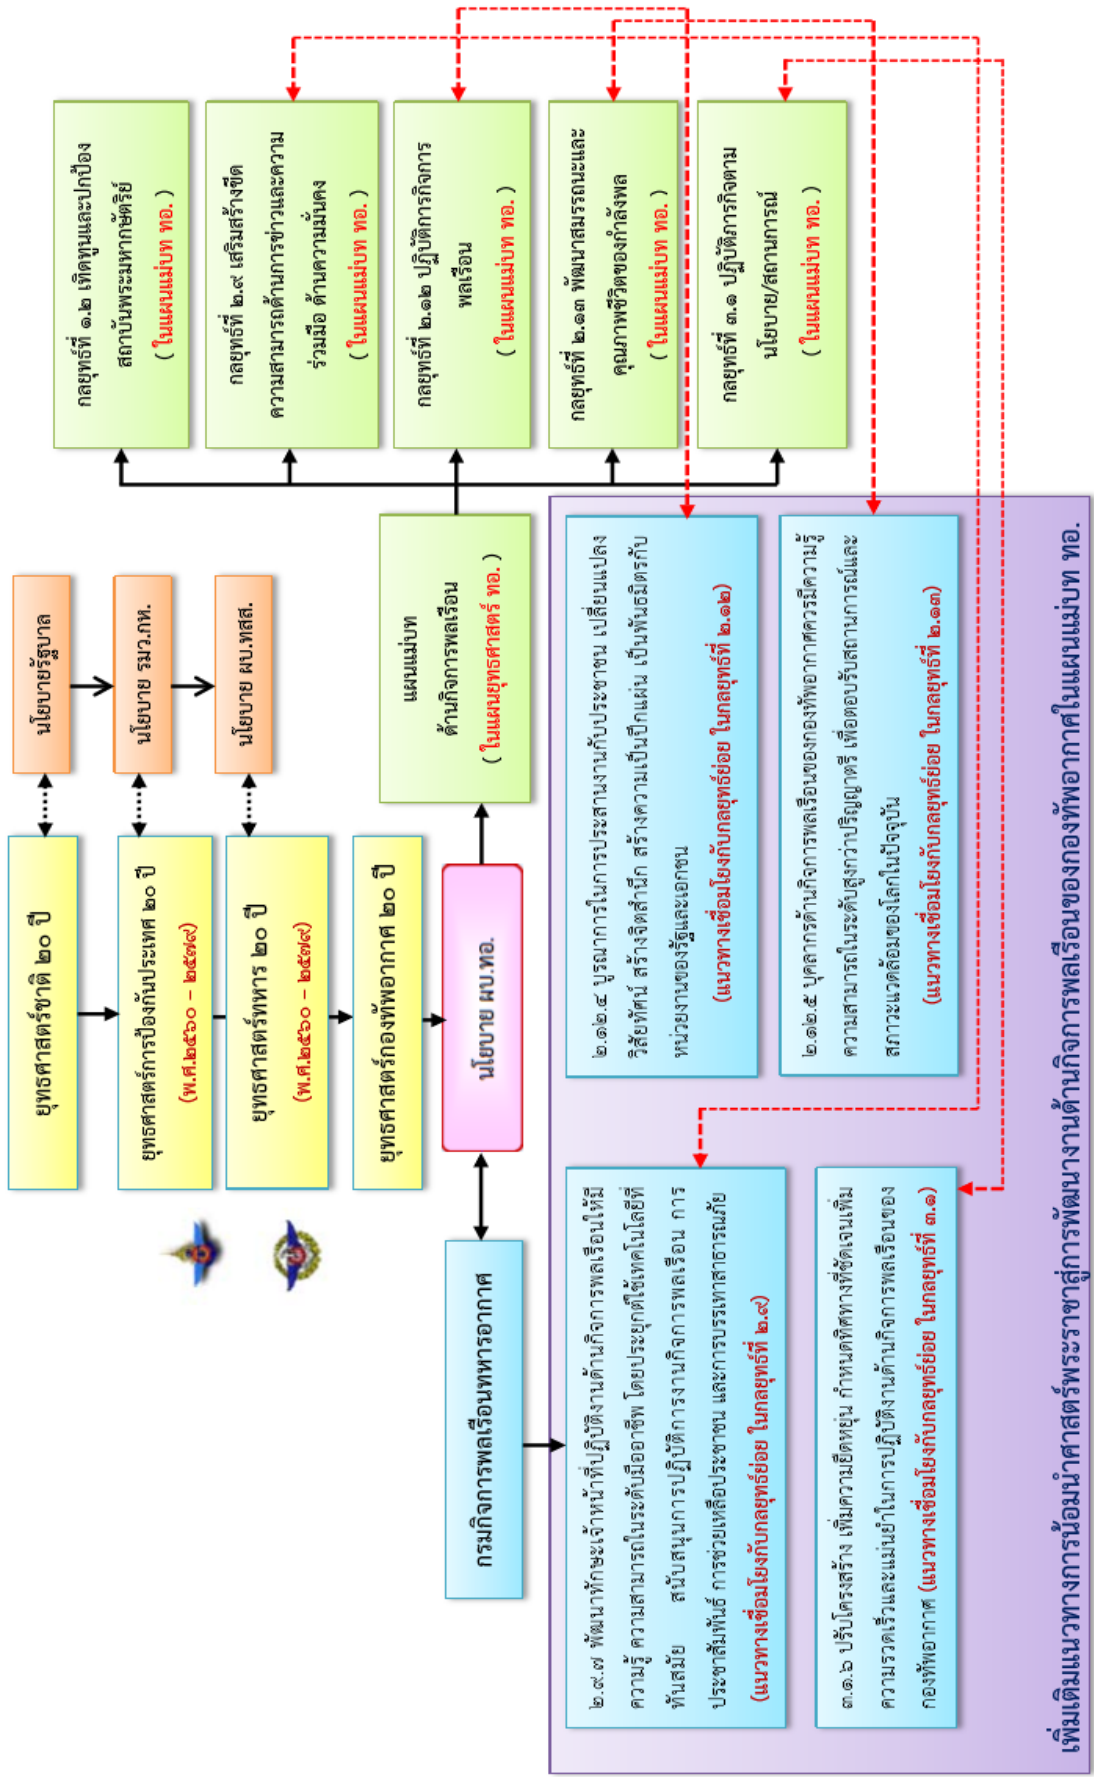 ยุทธศาสตร์ชาติ ๒๐ ปี
นโยบายรัฐบาล
ยุทธศาสตร์การป้องกันประเทศ ๒๐ ปี
(พ.ศ.๒๕๖๐ – ๒๕๗๙)
นโยบาย รมว.กห.
ยุทธศาสตร์ทหาร ๒๐ ปี
(พ.ศ.๒๕๖๐ – ๒๕๗๙)
นโยบาย ผบ.ทสส.
ยุทธศาสตร์กองทัพอากาศ ๒๐ ปี
กรมกิจการพลเรือนทหารอากาศ
นโยบาย ผบ.ทอ.
แผนแม่บท
ด้านกิจการพลเรือน
( ในแผนยุทธศาสตร์ ทอ. )
กลยุทธ์ที่ ๑.๒ เทิดทูนและปกป้อง
สถาบันพระมหากษัตริย์
( ในแผนแม่บท ทอ. )
กลยุทธ์ที่ ๒.๙ เสริมสร้างขีด
ความสามารถด้านการข่าวและความ
ร่วมมือ ด้านความมั่นคง
( ในแผนแม่บท ทอ. )
กลยุทธ์ที่ ๒.๑๒ ปฏิบัติการกิจการ
พลเรือน
( ในแผนแม่บท ทอ. )
กลยุทธ์ที่ ๒.๑๓ พัฒนาสมรรถนะและ
คุณภาพชีวิตของกำลังพล
( ในแผนแม่บท ทอ. )
กลยุทธ์ที่ ๓.๑ ปฏิบัติภารกิจตาม
นโยบาย/สถานการณ์
( ในแผนแม่บท ทอ. )
๒.๙.๗ พัฒนาทักษะเจ้าหน้าที่ปฏิบัติงานด้านกิจการพลเรือนให้มี
ความรู้ ความสามารถในระดับมืออาชีพ โดยประยุกต์ใช้เทคโนโลยีที่
ทันสมัย สนับสนุนการปฏิบัติการงานกิจการพลเรือน การ
ประชาสัมพันธ์ การช่วยเหลือประชาชน และการบรรเทาสาธารณภัย
(แนวทางเชื่อมโยงกับกลยุทธ์ย่อย ในกลยุทธ์ที่ ๒.๙)
๒.๑๒.๔ บูรณาการในการประสานงานกับประชาชน เปลี่ยนแปลง
วิสัยทัศน์ สร้างจิตสำนึก สร้างความเป็นปึกแผ่น เป็นพันธมิตรกับ
หน่วยงานของรัฐและเอกชน
(แนวทางเชื่อมโยงกับกลยุทธ์ย่อย ในกลยุทธ์ที่ ๒.๑๒)
๓.๑.๖ ปรับโครงสร้าง เพิ่มความยืดหยุ่น กำหนดทิศทางที่ชัดเจนเพิ่ม
ความรวดเร็วและแม่นยำในการปฏิบัติงานด้านกิจการพลเรือนของ
กองทัพอากาศ (แนวทางเชื่อมโยงกับกลยุทธ์ย่อย ในกลยุทธ์ที่ ๓.๑)
๒.๑๒.๕ บุคลากรด้านกิจการพลเรือนของกองทัพอากาศควรมีความรู้
ความสามารถในระดับสูงกว่าปริญญาตรี เพื่อตอบรับสถานการณ์และ
สภาวะแวดล้อมของโลกในปัจจุบัน
(แนวทางเชื่อมโยงกับกลยุทธ์ย่อย ในกลยุทธ์ที่ ๒.๑๓)
เพิ่มเติมแนวทางการน้อมนำศาสตร์พระราชาสู่การพัฒนางานด้านกิจการพลเรือนของกองทัพอากาศในแผนแม่บท ทอ.